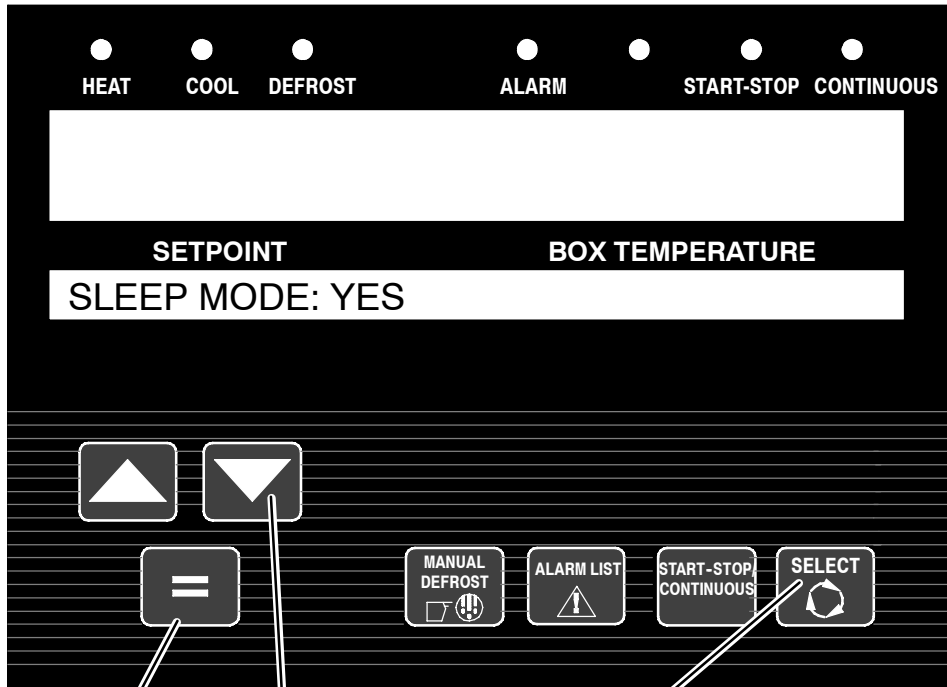 HEAT COOL DEFROST ALARM START-STOP CONTINUOUS
SETPOINT BOX TEMPERATURE
SLEEP MODE: YES
=
MANUAL
DEFROST
ALARM LIST
START-STOP/
CONTINUOUS
SELECT